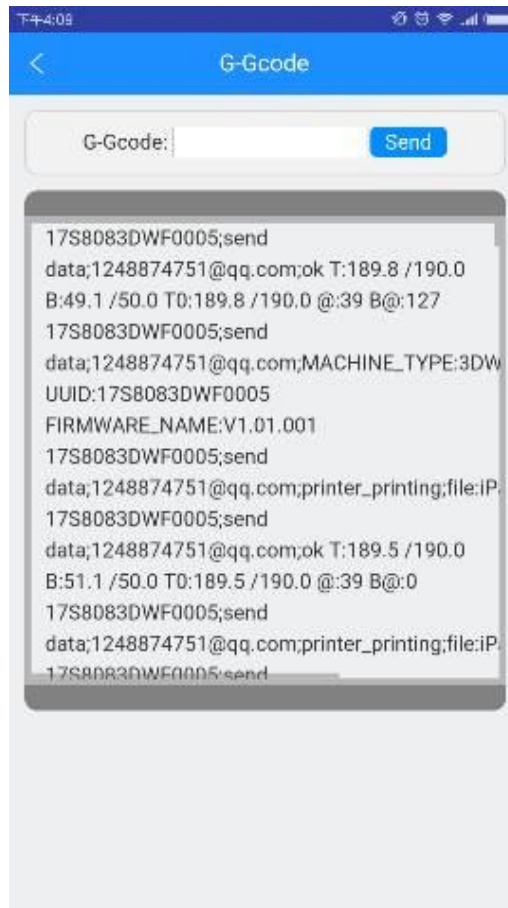 下午4:09
G-Gcode
G-Gcode:
Send
17S8083DWF0005;send
data;1248874751@qq.com;ok T:189.8 /190.0
B:49.1 /50.0 T0:189.8 /190.0 @:39 B@:127
17S8083DWF0005;send
data;1248874751@qq.com;MACHINE_TYPE:3DW
UUID:17S8083DWF0005
FIRMWARE_NAME:V1.01.001
17S8083DWF0005;send
data;1248874751@qq.com;printer_printing;file:iP
17S8083DWF0005;send
data;1248874751@qq.com;ok T:189.5 /190.0
B:51.1 /50.0 T0:189.5 /190.0 @:39 B@:0
17S8083DWF0005;send
data;1248874751@qq.com;printer_printing;file:iP
17S8083DWF0005;send